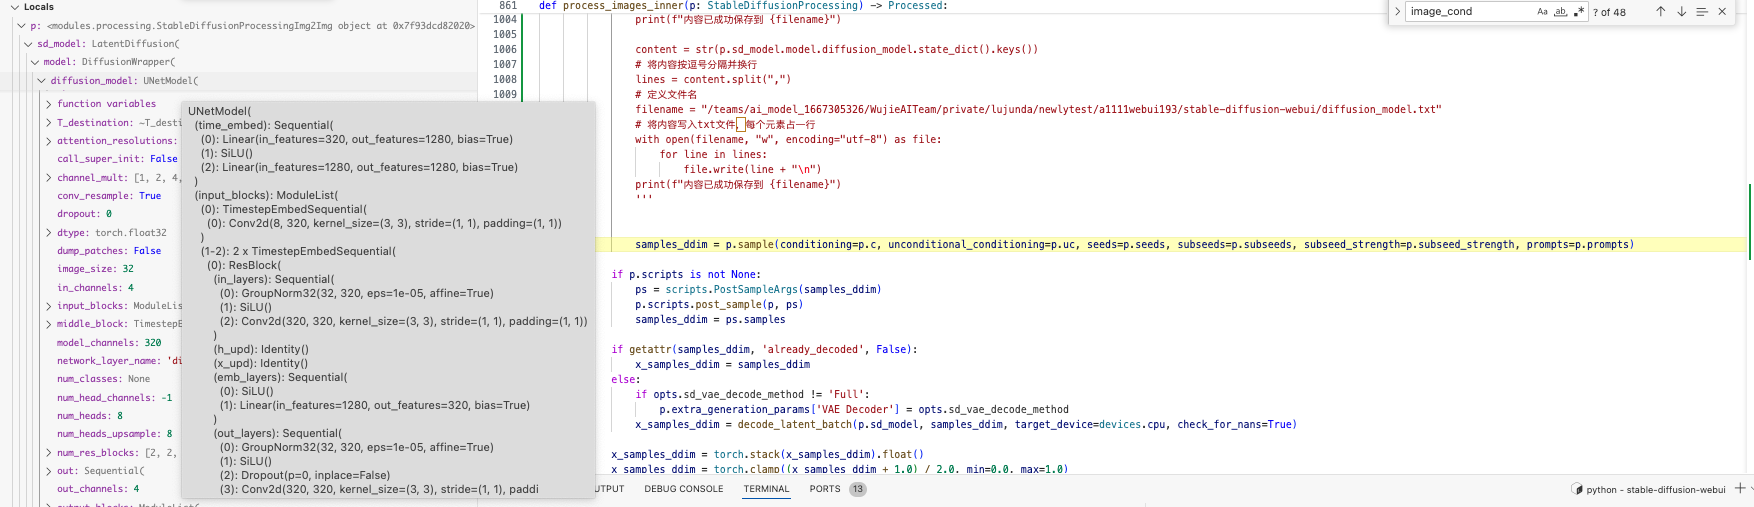 Locals
p: <modules.processing.StableDiffusionProcessingImg2Img object at 0x7f93dcd82020>
sd_model: LatentDiffusion(
model: DiffusionWrapper(
diffusion_model: UNetModel(
function variables
T_destination: ~T_desti
attention_resolutions:
call_super_init: False
channel_mult: [1, 2, 4,
conv_resample: True
dropout: 0
dtype: torch.float32
dump_patches: False
image_size: 32
in_channels: 4
input_blocks: ModuleLis
middle_block: TimestepE
model_channels: 320
network_layer_name: 'di
num_classes: None
num_head_channels: -1
num_heads: 8
num_heads_upsample: 8
num_res_blocks: [2, 2,
out: Sequential(
out_channels: 4
output_blocks: ModuleList(
UNetModel(
(time_embed): Sequential(
(0): Linear(in_features=320, out_features=1280, bias=True)
(1): SiLU()
(2): Linear(in_features=1280, out_features=1280, bias=True)
)
(input_blocks): ModuleList(
(0): TimestepEmbedSequential(
(0): Conv2d(8, 320, kernel_size=(3, 3), stride=(1, 1), padding=(1, 1))
)
(1-2): 2 x TimestepEmbedSequential(
(0): ResBlock(
(in_layers): Sequential(
(0): GroupNorm32(32, 320, eps=1e-05, affine=True)
(1): SiLU()
(2): Conv2d(320, 320, kernel_size=(3, 3), stride=(1, 1), padding=(1, 1))
)
(h_upd): Identity()
(x_upd): Identity()
(emb_layers): Sequential(
(0): SiLU()
(1): Linear(in_features=1280, out_features=320, bias=True)
)
(out_layers): Sequential(
(0): GroupNorm32(32, 320, eps=1e-05, affine=True)
(1): SiLU()
(2): Dropout(p=0, inplace=False)
(3): Conv2d(320, 320, kernel_size=(3, 3), stride=(1, 1), paddi
861 def process_images_inner(p: StableDiffusionProcessing) -> Processed:
1004 print(f"内容已成功保存到 {filename}")
1005
1006 content = str(p.sd_model.model.diffusion_model.state_dict().keys())
1007 # 将内容按逗号分隔并换行
1008 lines = content.split(",")
1009 # 定义文件名
filename = "/teams/ai_model_1667305326/WujieAITeam/private/lujunda/newlytest/a1111webui193/stable-diffusion-webui/diffusion_model.txt"
# 将内容写入txt文件，每个元素占一行
with open(filename, "w", encoding="utf-8") as file:
for line in lines:
file.write(line + "\n")
print(f"内容已成功保存到 {filename}")
'''
samples_ddim = p.sample(conditioning=p.c, unconditional_conditioning=p.uc, seeds=p.seeds, subseeds=p.subseeds, subseed_strength=p.subseed_strength, prompts=p.prompts)
if p.scripts is not None:
ps = scripts.PostSampleArgs(samples_ddim)
p.scripts.post_sample(p, ps)
samples_ddim = ps.samples
if getattr(samples_ddim, 'already_decoded', False):
x_samples_ddim = samples_ddim
else:
if opts.sd_vae_decode_method != 'Full':
p.extra_generation_params['VAE Decoder'] = opts.sd_vae_decode_method
x_samples_ddim = decode_latent_batch(p.sd_model, samples_ddim, target_device=devices.cpu, check_for_nans=True)
x_samples_ddim = torch.stack(x_samples_ddim).float()
x_samples_ddim = torch.clamp((x_samples_ddim + 1.0) / 2.0, min=0.0, max=1.0)
image_cond Aa ab .* ? of 48
UTPUT DEBUG CONSOLE TERMINAL PORTS 13
python - stable-diffusion-webui